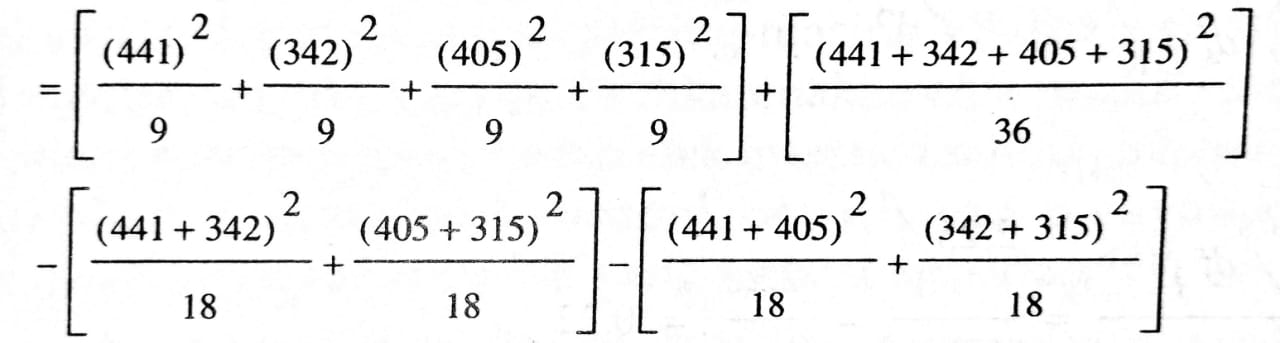 = [ (441)² / 9 + (342)² / 9 + (405)² / 9 + (315)² / 9 ] + [ (441 + 342 + 405 + 315)² / 36 ]
− [ (441 + 342)² / 18 + (405 + 315)² / 18 ] − [ (441 + 405)² / 18 + (342 + 315)² / 18 ]